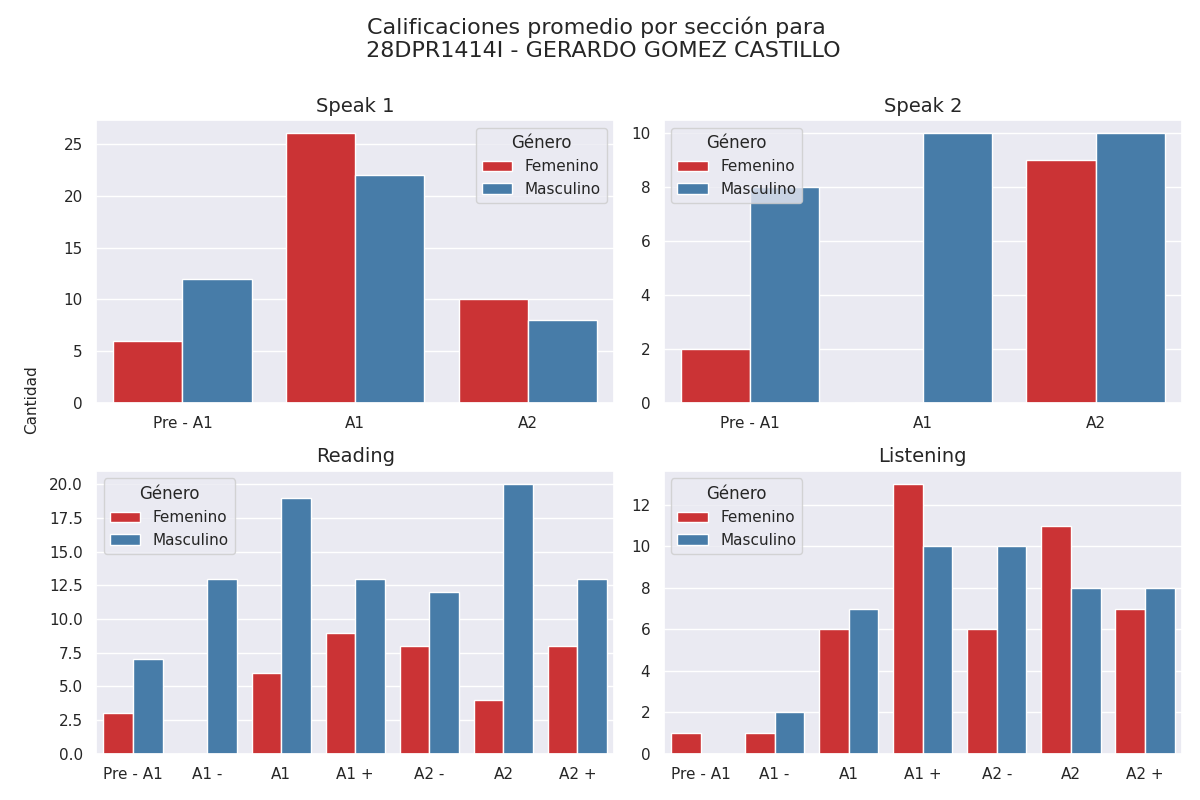 Calificaciones promedio por sección para
28DPR1414I - GERARDO GOMEZ CASTILLO
Cantidad
Speak 1
25
20
15
10
5
0
Género
Femenino
Masculino
Pre - A1 A1 A2
Speak 2
10
8
6
4
2
0
Género
Femenino
Masculino
Pre - A1 A1 A2
Reading
20.0
17.5
15.0
12.5
10.0
7.5
5.0
2.5
0.0
Género
Femenino
Masculino
Pre - A1 A1 - A1 A1 + A2 - A2 A2 +
Listening
12
10
8
6
4
2
0
Género
Femenino
Masculino
Pre - A1 A1 - A1 A1 + A2 - A2 A2 +